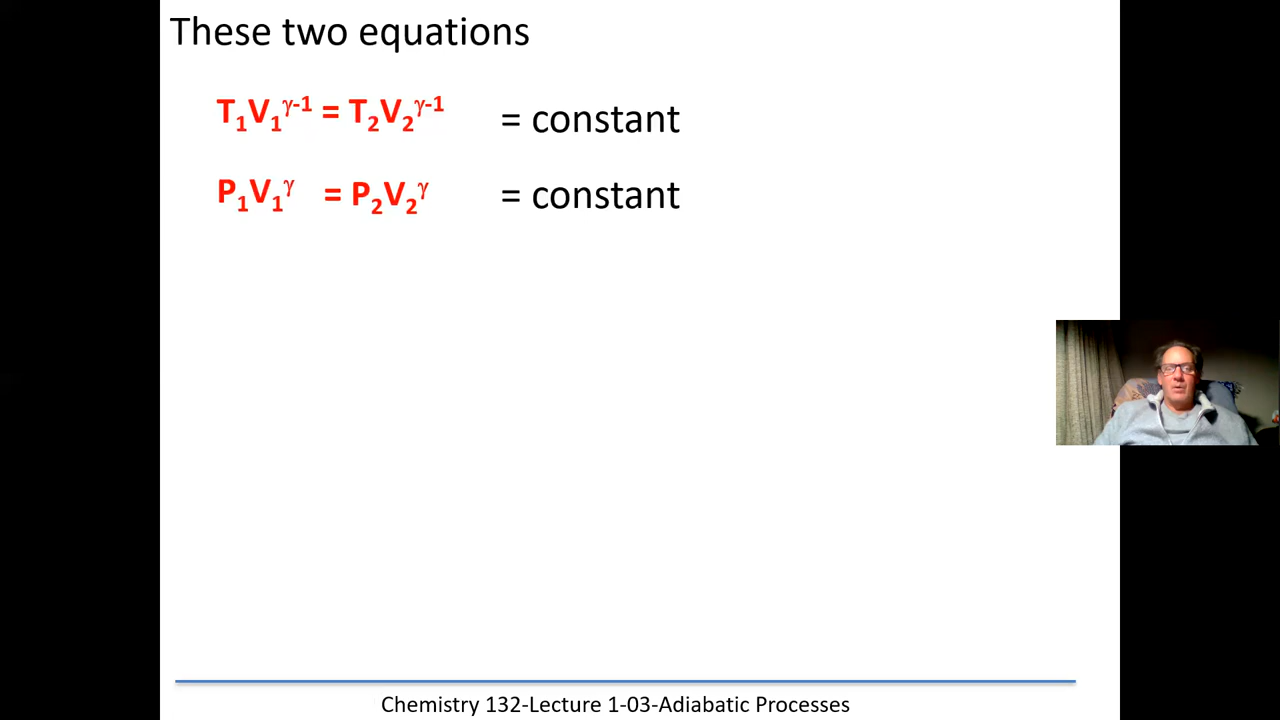 These two equations
T₁V₁^γ-1 = T₂V₂^γ-1 = constant
P₁V₁^γ = P₂V₂^γ = constant
Chemistry 132-Lecture 1-03-Adiabatic Processes